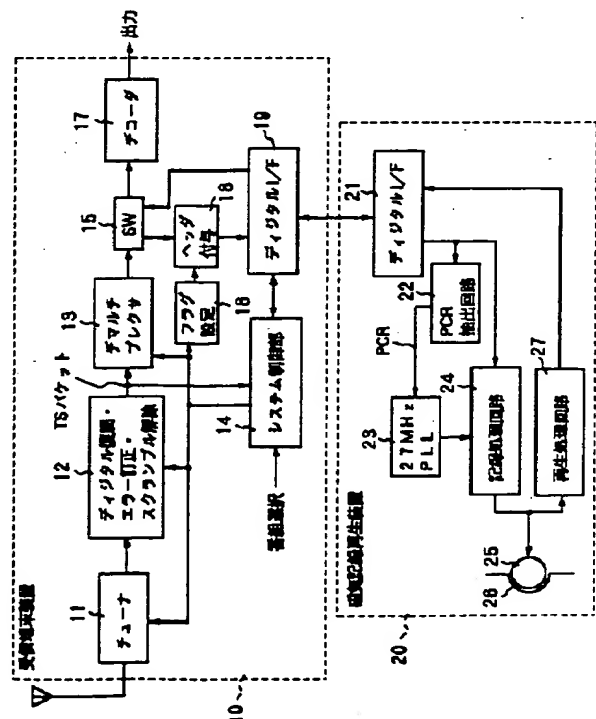 受信端末装置
10
11
チューナ
12
ディジタル復調・
エラー訂正・
スクランブル解除
TSパケット
13
デマルチ
プレクサ
15
SW
17
デコーダ
出力
14
システム制御部
番組選択
18
フラグ
設定
18
ヘッダ
付与
19
ディジタルI/F
磁気記録再生装置
20
21
ディジタルI/F
22
PCR
抽出回路
PCR
23
27MHz
PLL
24
記録処理回路
25
26
27
再生処理回路